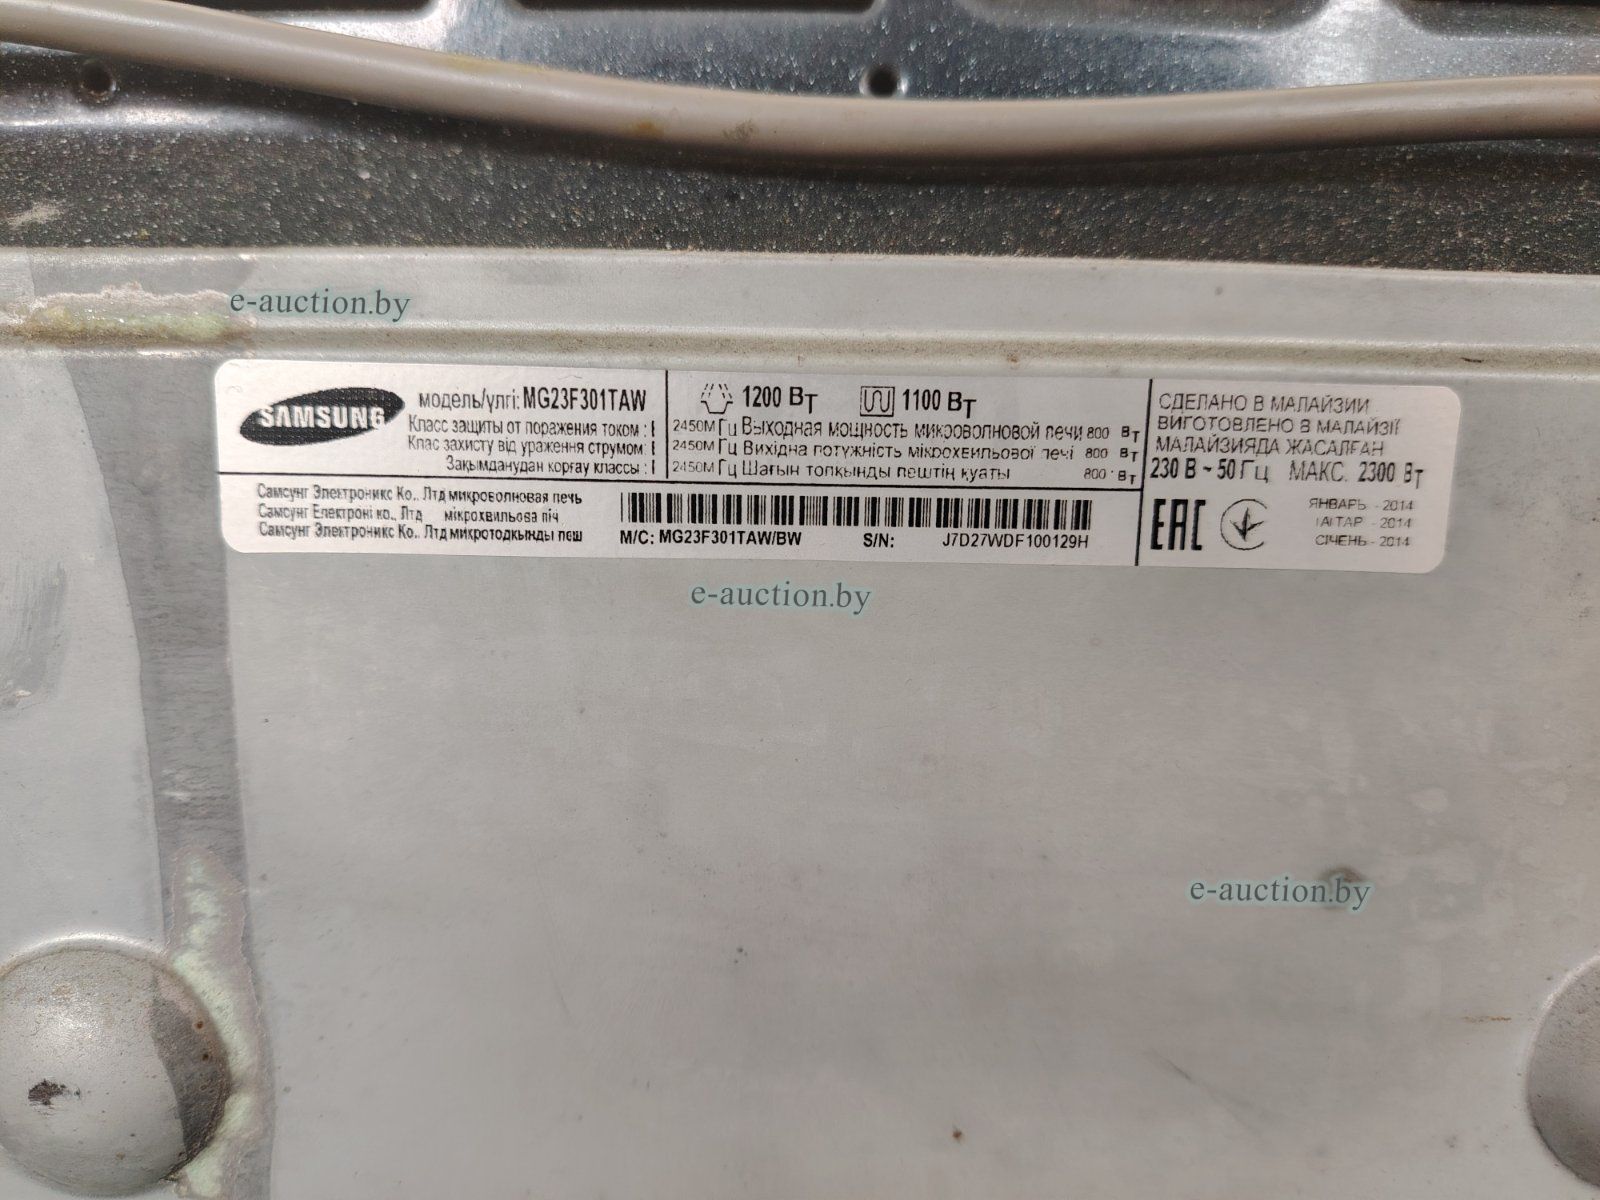 e-auction.by
SAMSUNG
модель/үлгі: MG23F301TAW
Класс защиты от поражения током : I
Клас захисту від ураження струмом: I
Зақымданудан корғау классы : I
1200 Вт 1100 Вт
2450МГц Выходная мощность микроволновой печи 800 Вт
2450МГц Вихідна потужність мікрохвильової печі 800 Вт
2450МГц Шағын толқынды пештің қуаты 800 Вт
СДЕЛАНО В МАЛАЙЗИИ
ВИГОТОВЛЕНО В МАЛАЙЗІЇ
МАЛАЙЗИЯДА ЖАСАЛҒАН
230 В ~ 50 Гц МАКС. 2300 Вт
Самсунг Электроникс Ко., Лтд микроволновая печь
Самсунг Електроні ко., Лтд мікрохвильова піч
Самсунг Электроникс Ко., Лтд микротодкынды пеш
M/C: MG23F301TAW/BW S/N: J7D27WDF100129H
EAC
ЯНВАРЬ - 2014
ҚАҢТАР - 2014
СІЧЕНЬ - 2014
e-auction.by
e-auction.by